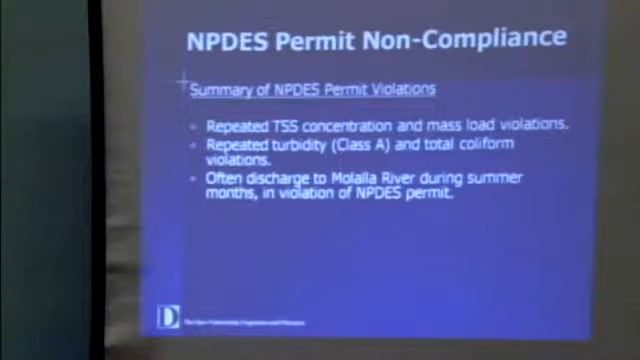 NPDES Permit Non-Compliance
Summary of NPDES Permit Violations
• Repeated TSS concentration and mass load violations.
• Repeated turbidity (Class A) and total coliform
violations.
• Often discharge to Molalla River during summer
months, in violation of NPDES permit.
D